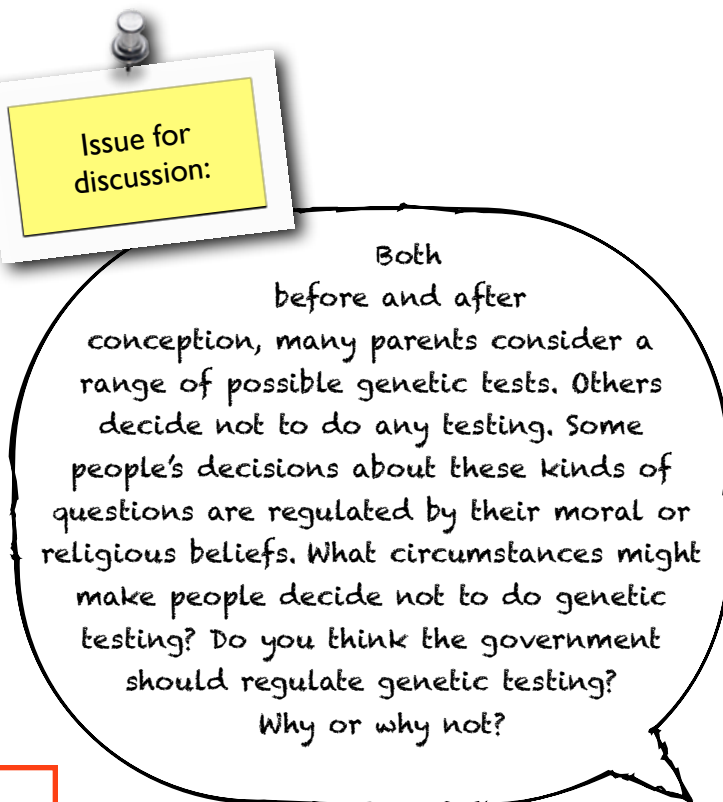 Issue for
discussion:
Both
before and after
conception, many parents consider a
range of possible genetic tests. Others
decide not to do any testing. Some
people's decisions about these kinds of
questions are regulated by their moral or
religious beliefs. What circumstances might
make people decide not to do genetic
testing? Do you think the government
should regulate genetic testing?
Why or why not?